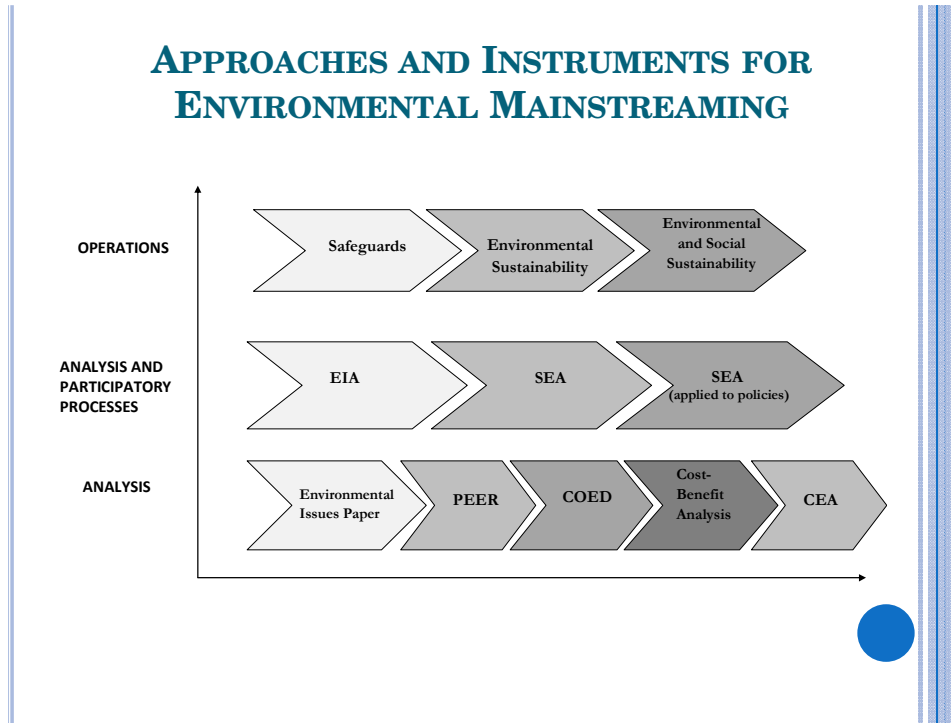 APPROACHES AND INSTRUMENTS FOR
ENVIRONMENTAL MAINSTREAMING
OPERATIONS
Safeguards
Environmental
Sustainability
Environmental
and Social
Sustainability
ANALYSIS AND
PARTICIPATORY
PROCESSES
EIA
SEA
SEA
(applied to policies)
ANALYSIS
Environmental
Issues Paper
PEER
COED
Cost-
Benefit
Analysis
CEA